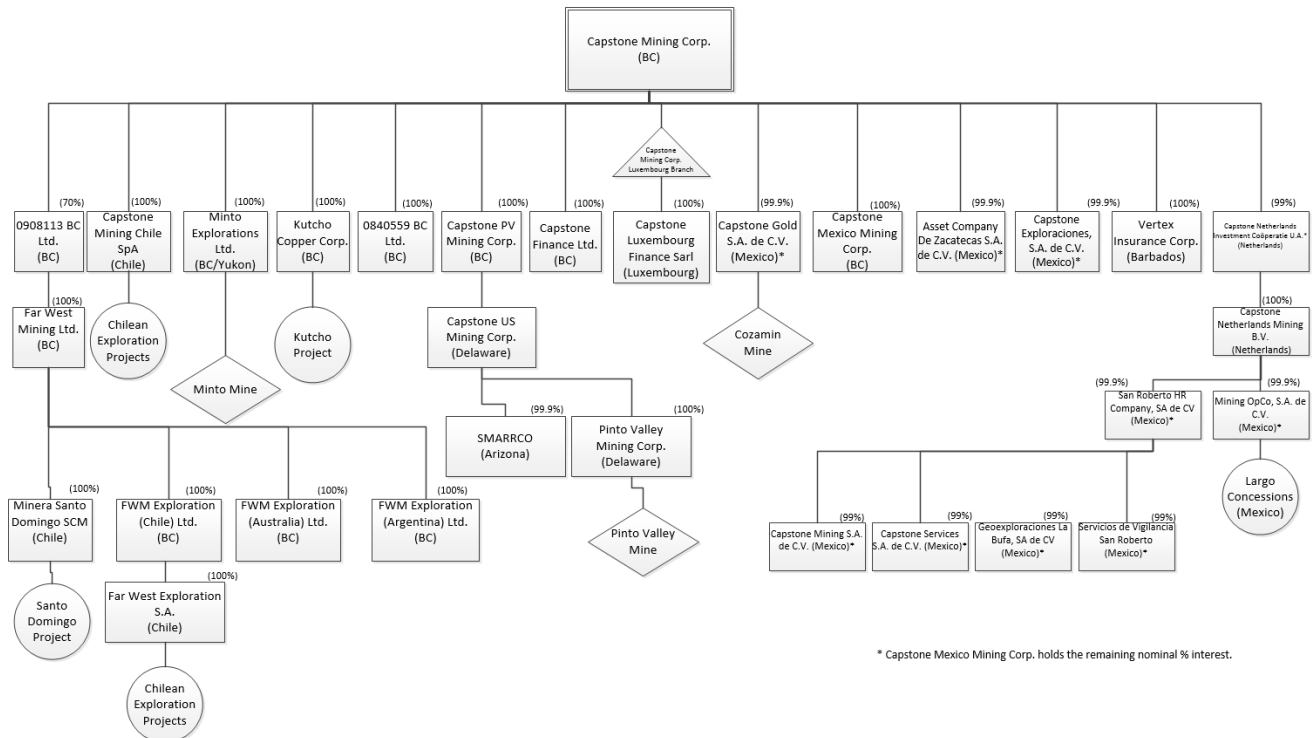 Capstone Mining Corp.
(BC)
Capstone
Mining Corp.
Luxembourg Branch
(70%)
0908113 BC
Ltd.
(BC)
(100%)
Capstone
Mining Chile
SpA
(Chile)
(100%)
Minto
Explorations
Ltd.
(BC/Yukon)
(100%)
Kutcho
Copper Corp.
(BC)
(100%)
0840559 BC
Ltd.
(BC)
(100%)
Capstone PV
Mining Corp.
(BC)
(100%)
Capstone
Finance Ltd.
(BC)
(100%)
Capstone
Luxembourg
Finance Sarl
(Luxembourg)
(99.9%)
Capstone Gold
S.A. de C.V.
(Mexico)*
(100%)
Capstone
Mexico Mining
Corp.
(BC)
(99.9%)
Asset Company
De Zacatecas S.A.
de C.V. (Mexico)*
(99.9%)
Capstone
Exploraciones,
S.A. de C.V.
(Mexico)*
(100%)
Vertex
Insurance Corp.
(Barbados)
(99%)
Capstone Netherlands
Investment Coöperatie U.A.*
(Netherlands)
(100%)
Far West
Mining Ltd.
(BC)
Chilean
Exploration
Projects
Minto Mine
Kutcho
Project
Capstone US
Mining Corp.
(Delaware)
Cozamin
Mine
(100%)
Capstone
Netherlands Mining
B.V.
(Netherlands)
(99.9%)
SMARRCO
(Arizona)
(100%)
Pinto Valley
Mining Corp.
(Delaware)
(99.9%)
San Roberto HR
Company, SA de CV
(Mexico)*
(99.9%)
Mining OpCo, S.A. de
C.V.
(Mexico)*
(100%)
Minera Santo
Domingo SCM
(Chile)
(100%)
FWM Exploration
(Chile) Ltd.
(BC)
(100%)
FWM Exploration
(Australia) Ltd.
(BC)
(100%)
FWM Exploration
(Argentina) Ltd.
(BC)
Pinto Valley
Mine
(99%)
Capstone Mining S.A.
de C.V. (Mexico)*
(99%)
Capstone Services
S.A. de C.V. (Mexico)*
(99%)
Geoexploraciones La
Bufa, SA de CV
(Mexico)*
(99%)
Servicios de Vigilancia
San Roberto
(Mexico)*
Largo
Concessions
(Mexico)
Santo
Domingo
Project
(100%)
Far West Exploration
S.A.
(Chile)
Chilean
Exploration
Projects
* Capstone Mexico Mining Corp. holds the remaining nominal % interest.